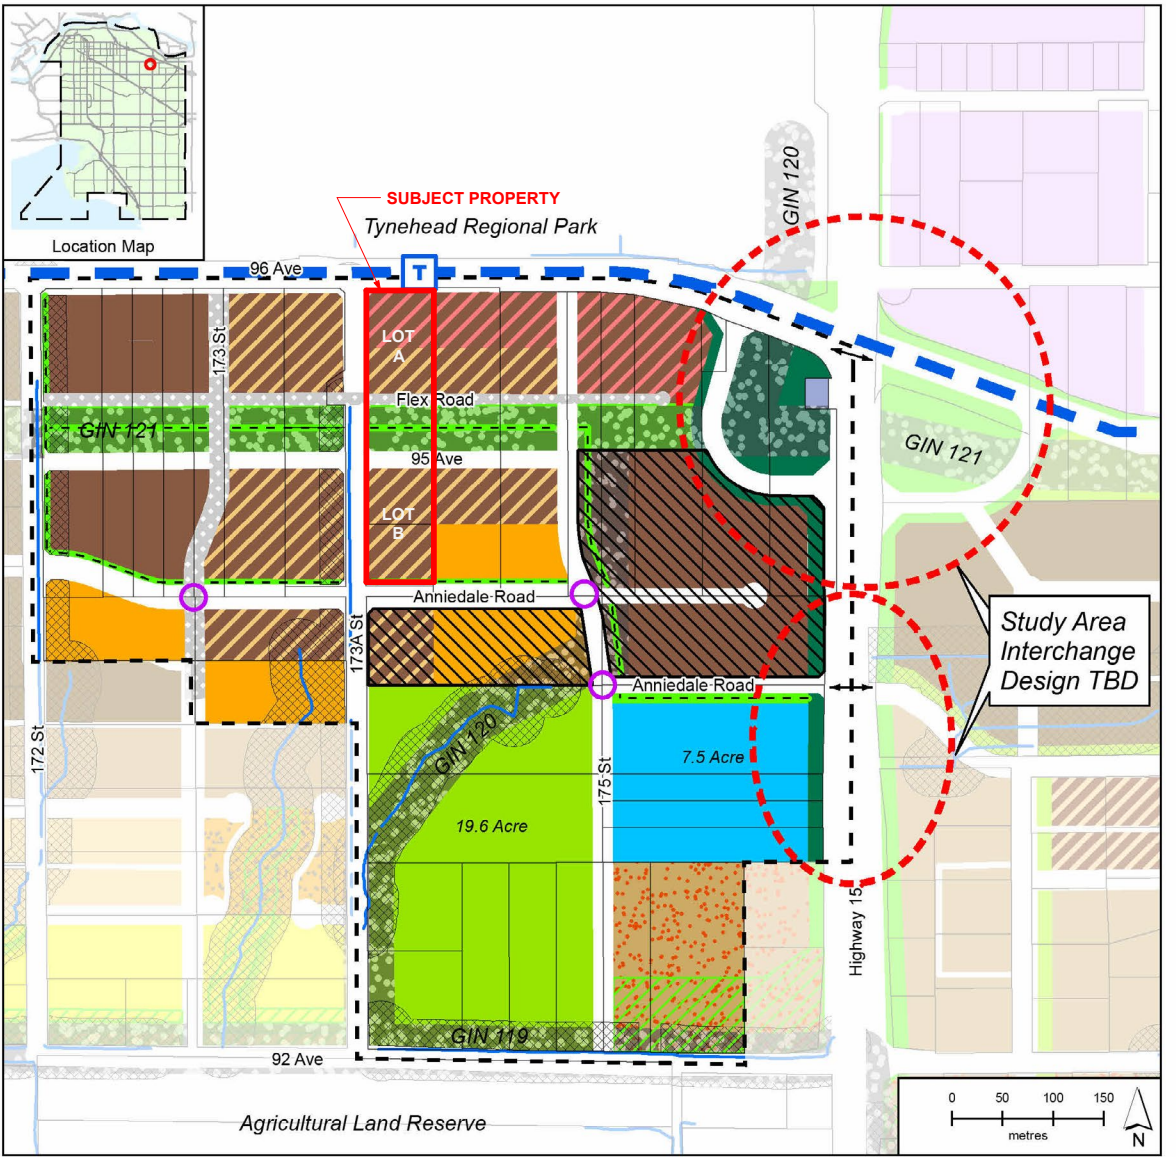 Location Map
SUBJECT PROPERTY
Tynehead Regional Park
GIN 120
96 Ave
T
173 St
LOT
A
Flex Road
GIN 121
95 Ave
GIN 121
LOT
B
Anniedale Road
173A St
Study Area
Interchange
Design TBD
Anniedale Road
172 St
GIN 120
175 St
7.5 Acre
19.6 Acre
Highway 15
GIN 119
92 Ave
Agricultural Land Reserve
0 50 100 150
metres
N